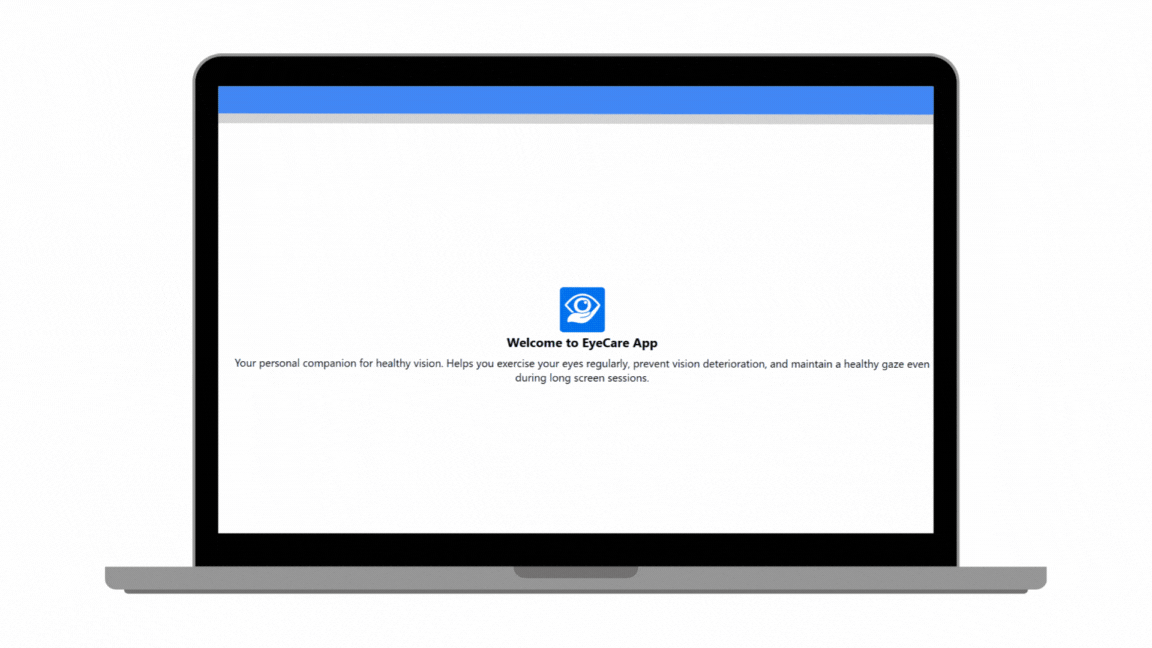 Welcome to EyeCare App
Your personal companion for healthy vision. Helps you exercise your eyes regularly, prevent vision deterioration, and maintain a healthy gaze even
during long screen sessions.